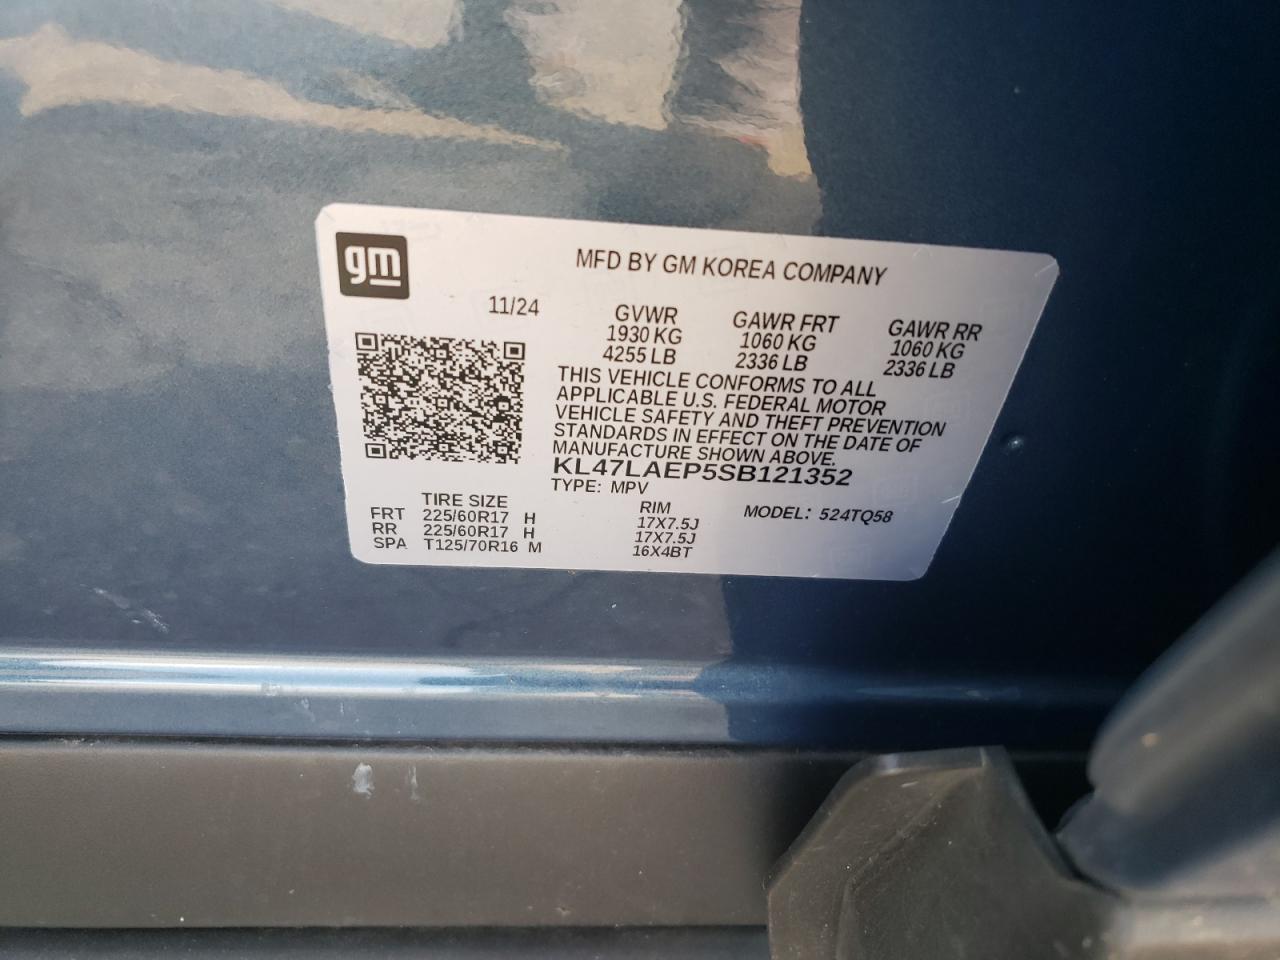 gm
MFD BY GM KOREA COMPANY
11/24 GVWR GAWR FRT GAWR RR
1930 KG 1060 KG 1060 KG
4255 LB 2336 LB 2336 LB
THIS VEHICLE CONFORMS TO ALL
APPLICABLE U.S. FEDERAL MOTOR
VEHICLE SAFETY AND THEFT PREVENTION
STANDARDS IN EFFECT ON THE DATE OF
MANUFACTURE SHOWN ABOVE.
KL47LAEP5SB121352
TYPE: MPV
TIRE SIZE RIM MODEL: 524TQ58
FRT 225/60R17 H 17X7.5J
RR 225/60R17 H 17X7.5J
SPA T125/70R16 M 16X4BT